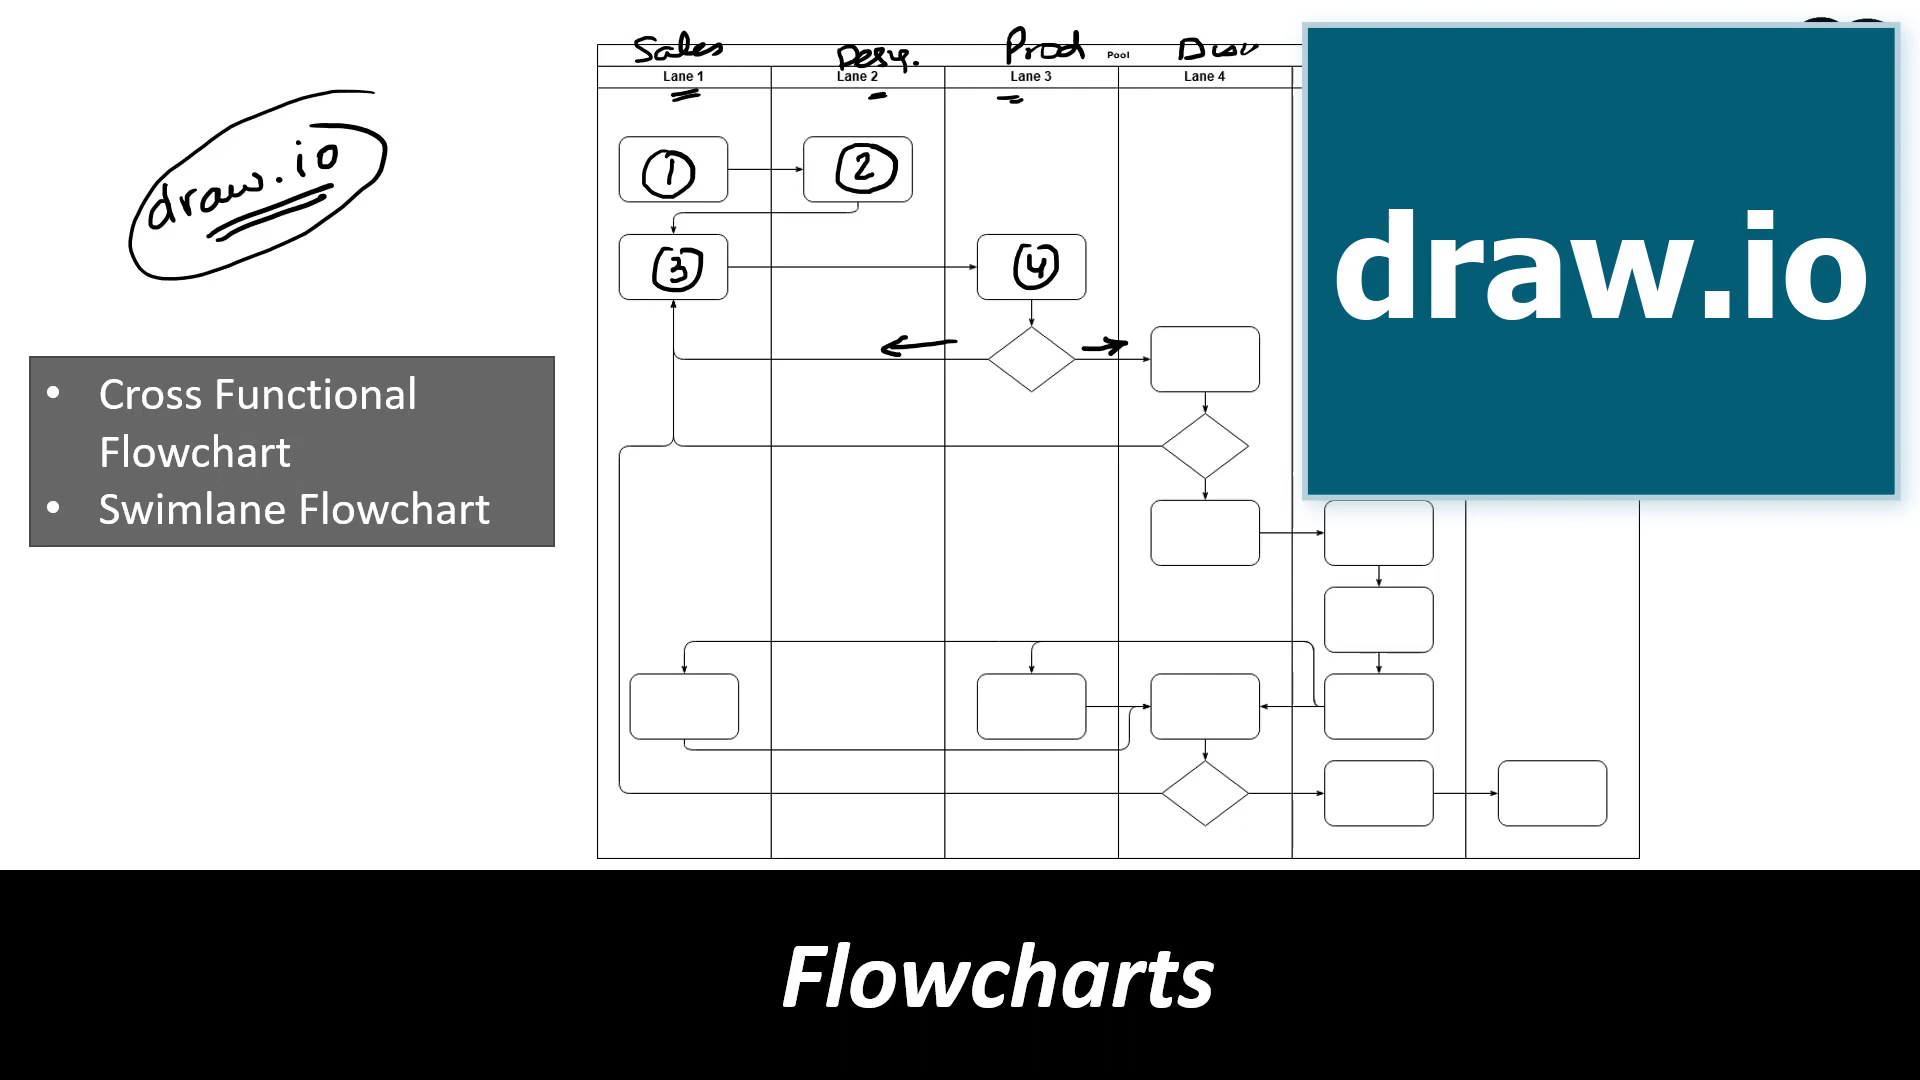 Sales
Prod
Pool
Lane 1
Lane 2
Lane 3
Lane 4
1
2
3
4
draw.io
draw.io
• Cross Functional
Flowchart
• Swimlane Flowchart
Flowcharts